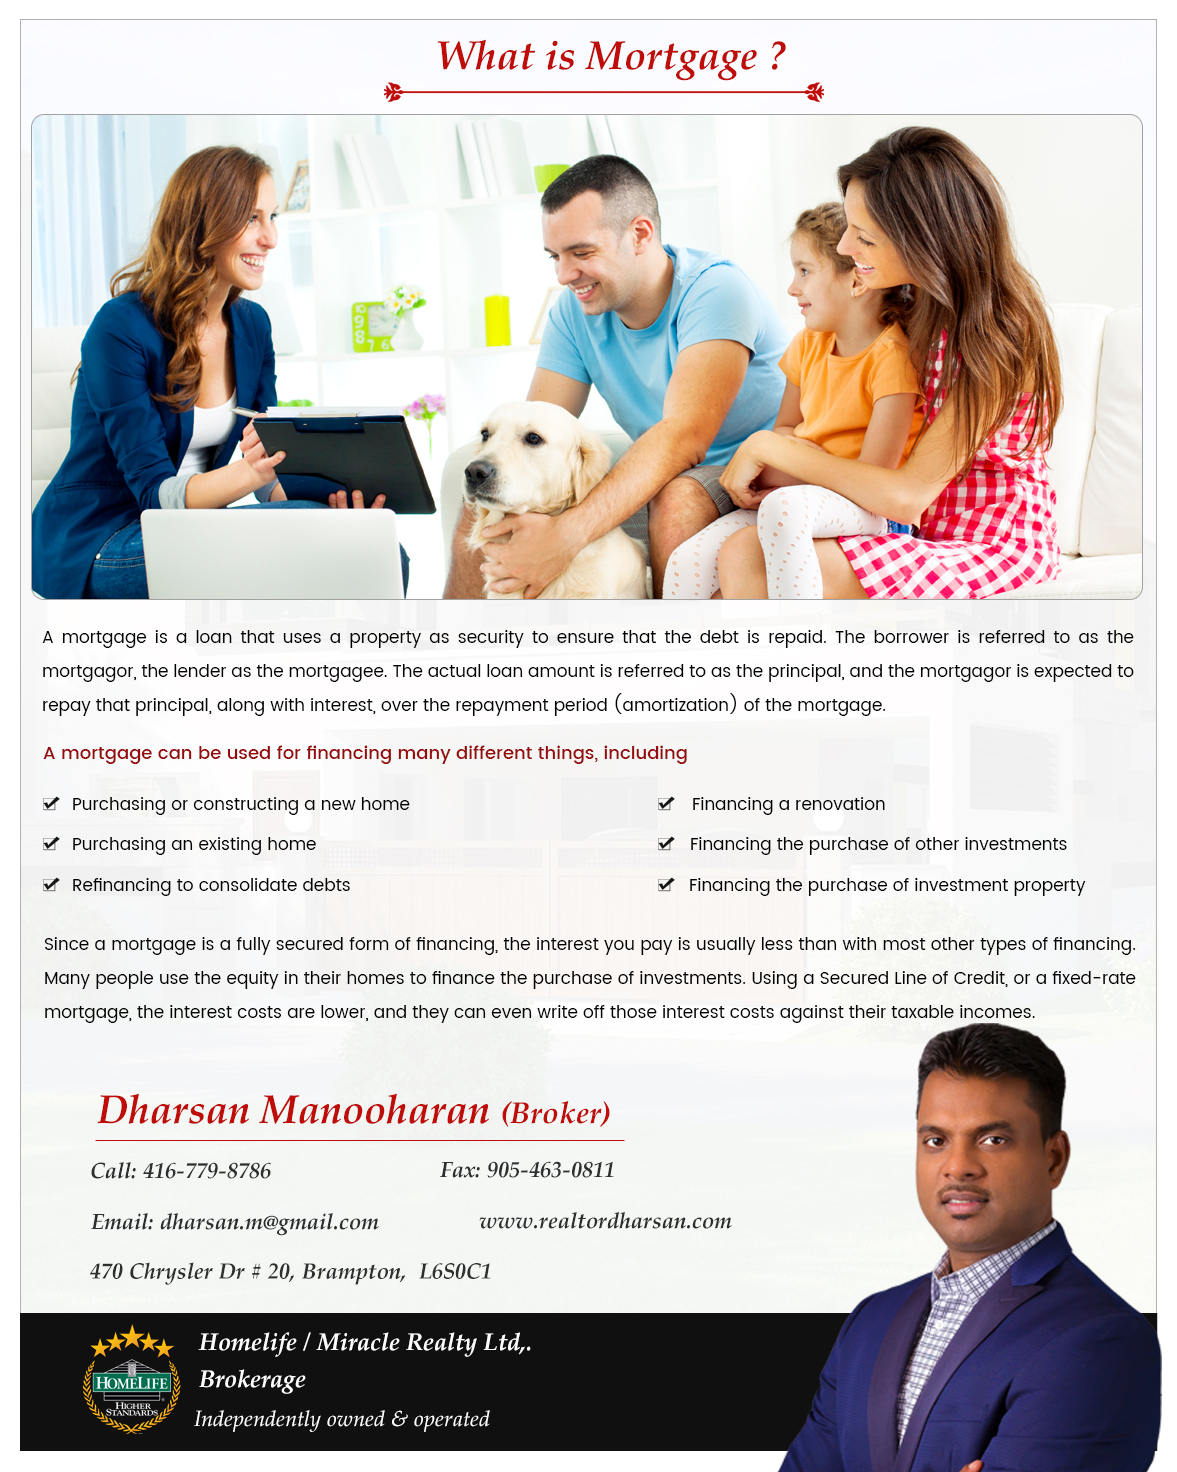 What is Mortgage ?
A mortgage is a loan that uses a property as security to ensure that the debt is repaid. The borrower is referred to as the
mortgagor, the lender as the mortgagee. The actual loan amount is referred to as the principal, and the mortgagor is expected to
repay that principal, along with interest, over the repayment period (amortization) of the mortgage.
A mortgage can be used for financing many different things, including
Purchasing or constructing a new home
Purchasing an existing home
Refinancing to consolidate debts
Financing a renovation
Financing the purchase of other investments
Financing the purchase of investment property
Since a mortgage is a fully secured form of financing, the interest you pay is usually less than with most other types of financing.
Many people use the equity in their homes to finance the purchase of investments. Using a Secured Line of Credit, or a fixed-rate
mortgage, the interest costs are lower, and they can even write off those interest costs against their taxable incomes.
Dharsan Manooharan (Broker)
Call: 416-779-8786
Fax: 905-463-0811
Email: dharsan.m@gmail.com
www.realtordharsan.com
470 Chrysler Dr # 20, Brampton, L6S0C1
HOMELIFE
HIGHER
STANDARDS
Homelife / Miracle Realty Ltd,.
Brokerage
Independently owned & operated